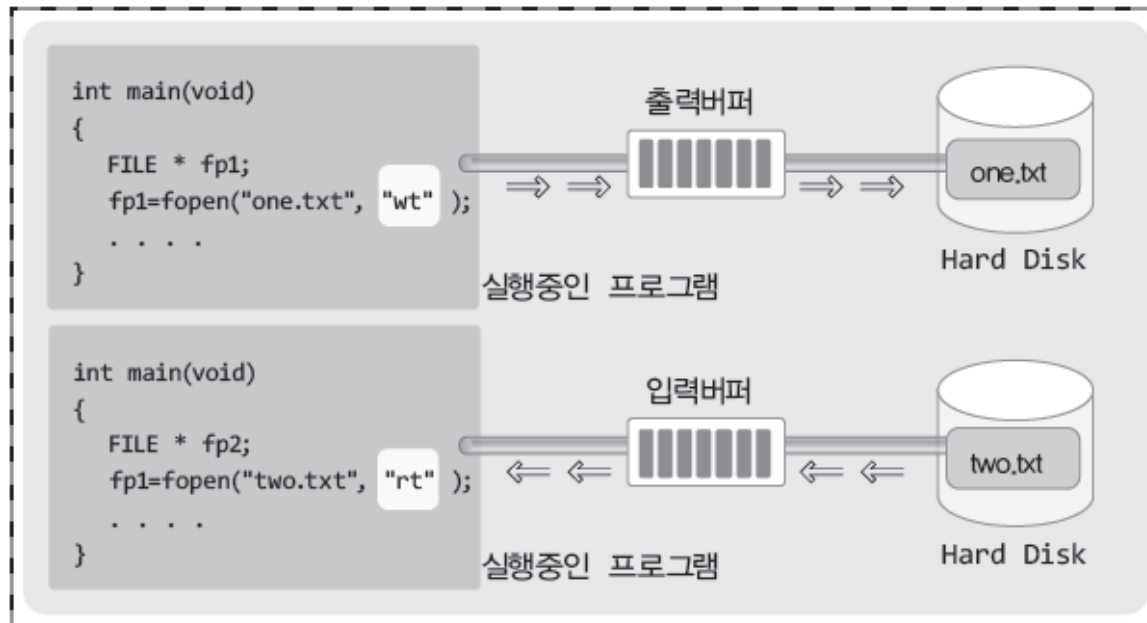 int main(void)
{
FILE * fp1;
fp1=fopen("one.txt", "wt" );
. . . .
}
실행중인 프로그램
출력버퍼
one.txt
Hard Disk
int main(void)
{
FILE * fp2;
fp1=fopen("two.txt", "rt" );
. . . .
}
실행중인 프로그램
입력버퍼
two.txt
Hard Disk